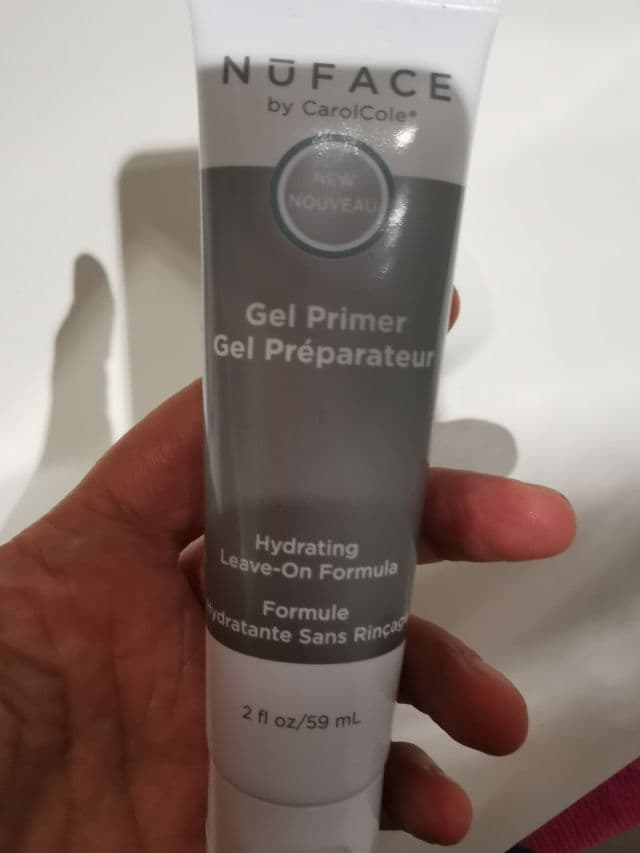 NŪFACE
by CarolCole®
NEW
NOUVEAU
Gel Primer
Gel Préparateur
Hydrating
Leave-On Formula
Formule
Hydratante Sans Rinçage
2 fl oz/59 mL